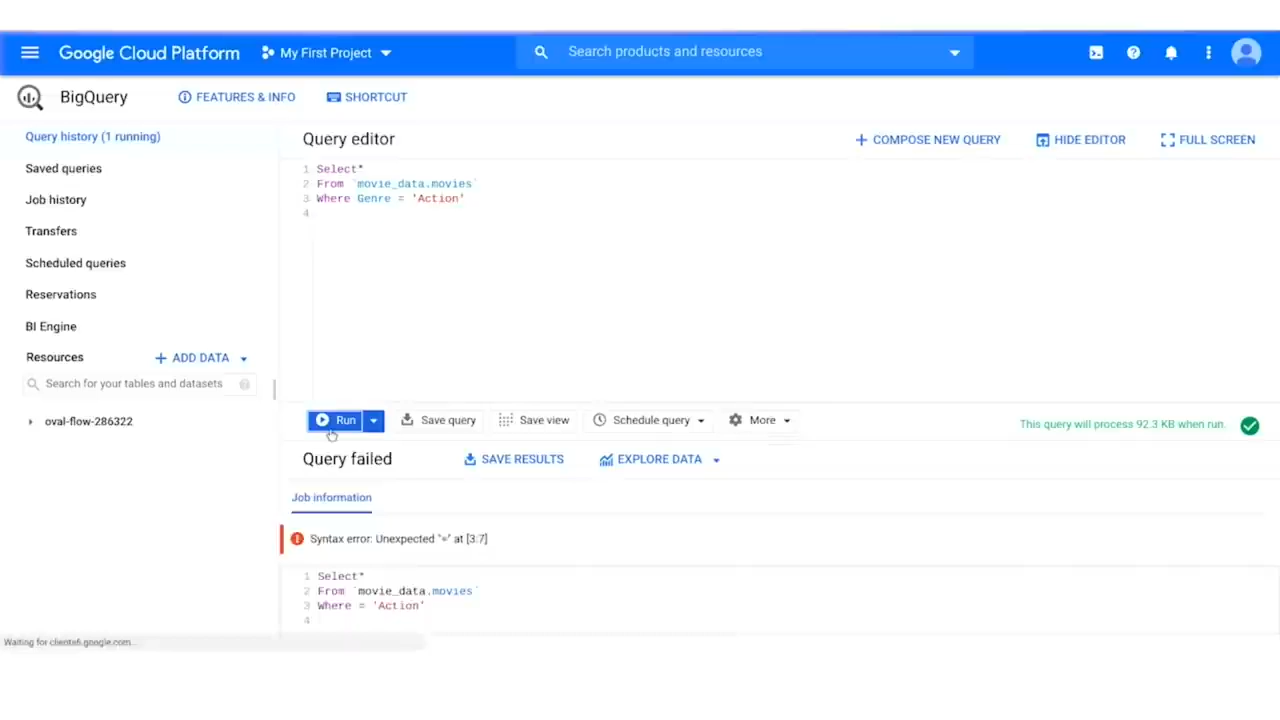 Google Cloud Platform My First Project Search products and resources
BigQuery FEATURES & INFO SHORTCUT
Query history (1 running)
Saved queries
Job history
Transfers
Scheduled queries
Reservations
BI Engine
Resources + ADD DATA
Search for your tables and datasets
oval-flow-286322
Query editor + COMPOSE NEW QUERY HIDE EDITOR FULL SCREEN
1 Select*
2 From `movie_data.movies`
3 Where Genre = 'Action'
4
Run Save query Save view Schedule query More This query will process 92.3 KB when run.
Query failed SAVE RESULTS EXPLORE DATA
Job information
Syntax error: Unexpected "=" at [3:7]
1 Select*
2 From `movie_data.movies`
3 Where = 'Action'
4
Waiting for clients6.google.com...